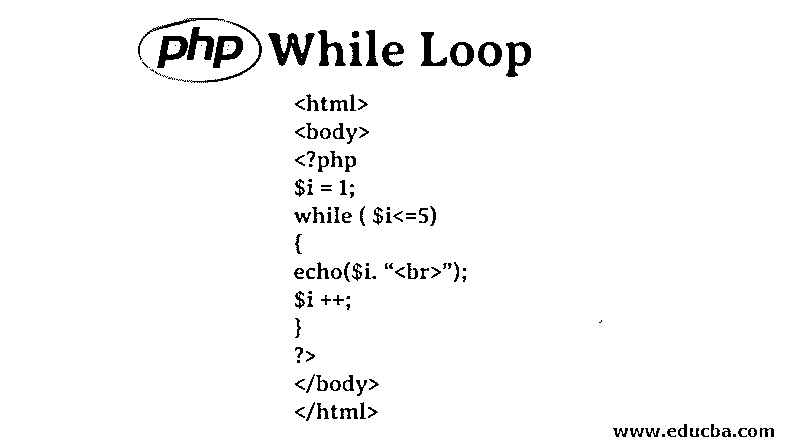 php While Loop
<html>
<body>
<?php
$i = 1;
while ( $i<=5)
{
echo($i. “<br>”);
$i ++;
}
?>
</body>
</html>
www.educba.com